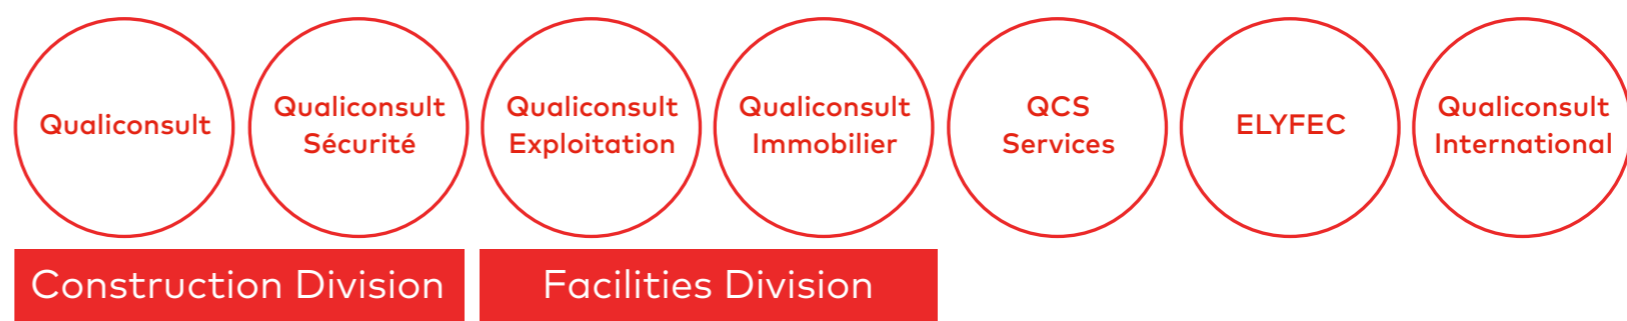 Qualiconsult
Qualiconsult
Sécurité
Qualiconsult
Exploitation
Qualiconsult
Immobilier
QCS
Services
ELYFEC
Qualiconsult
International
Construction Division
Facilities Division